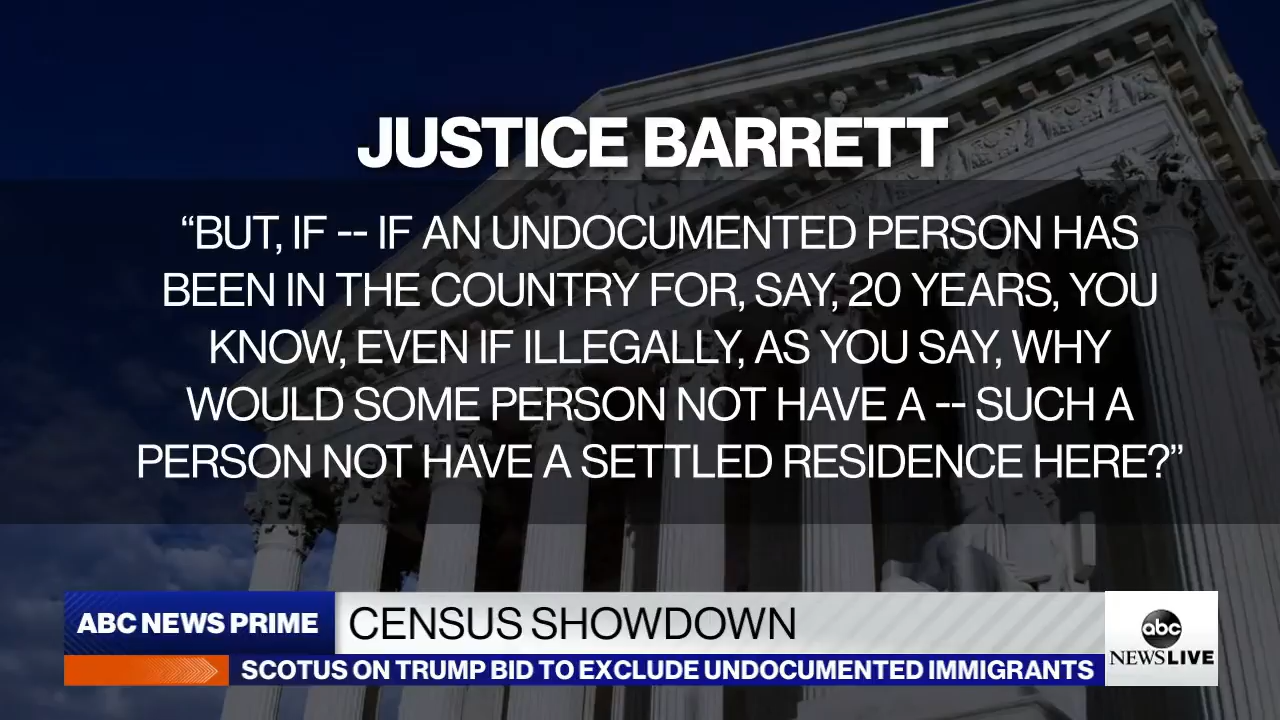 JUSTICE BARRETT
“BUT, IF -- IF AN UNDOCUMENTED PERSON HAS
BEEN IN THE COUNTRY FOR, SAY, 20 YEARS, YOU
KNOW, EVEN IF ILLEGALLY, AS YOU SAY, WHY
WOULD SOME PERSON NOT HAVE A -- SUCH A
PERSON NOT HAVE A SETTLED RESIDENCE HERE?”
ABC NEWS PRIME
CENSUS SHOWDOWN
SCOTUS ON TRUMP BID TO EXCLUDE UNDOCUMENTED IMMIGRANTS
abc
NEWSLIVE